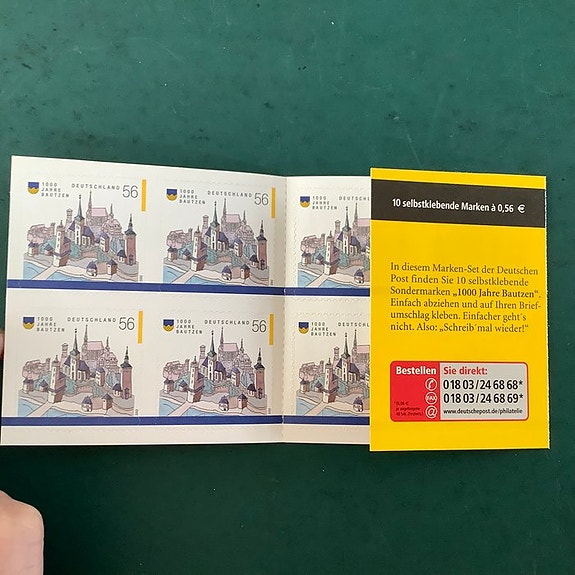 1000
JAHRE
BAUTZEN
DEUTSCHLAND 56
1000
JAHRE
BAUTZEN
DEUTSCHLAND 56
1000
JAHRE
BAUTZEN
DEUTSCHL
10 selbstklebende Marken à 0,56 €
In diesem Marken-Set der Deutschen
Post finden Sie 10 selbstklebende
Sondermarken „1000 Jahre Bautzen“.
Einfach abziehen und auf Ihren Brief-
umschlag kleben. Einfacher geht´s
nicht. Also: „Schreib´mal wieder!“
1000
JAHRE
BAUTZEN
DEUTSCHLAND 56
1000
JAHRE
BAUTZEN
DEUTSCHLAND 56
1000
JAHRE
BAUTZEN
DEUTSCHL
Bestellen Sie direkt:
0 18 03/24 68 68*
FAX 0 18 03/24 68 69*
@ www.deutschepost.de/philatelie